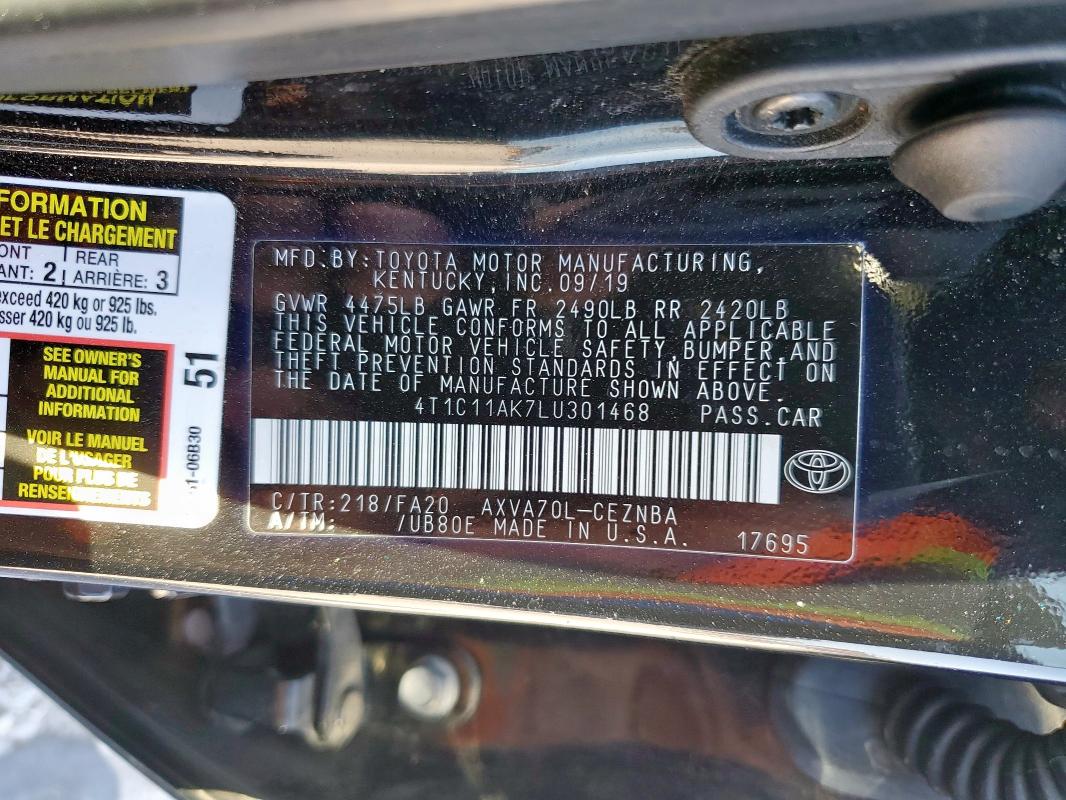 FORMATION
ET LE CHARGEMENT
REAR
ANT: 2 ARRIÈRE: 3
exceed 420 kg or 925 lbs.
sser 420 kg ou 925 lb.
SEE OWNER'S
MANUAL FOR
ADDITIONAL
INFORMATION
VOIR LE MANUEL
DE L'USAGER
POUR PLUS DE
RENSEIGNEMENTS
51
51-06B30
MFD.BY:TOYOTA MOTOR MANUFACTURING,
KENTUCKY,INC.09/19
GVWR 4475LB GAWR FR 2490LB RR 2420LB
THIS VEHICLE CONFORMS TO ALL APPLICABLE
FEDERAL MOTOR VEHICLE SAFETY,BUMPER,AND
THEFT PREVENTION STANDARDS IN EFFECT ON
THE DATE OF MANUFACTURE SHOWN ABOVE.
4T1C11AK7LU301468 PASS.CAR
C/TR:218/FA20 AXVA70L-CEZNBA
A/TM: /UB80E MADE IN U.S.A. 17695